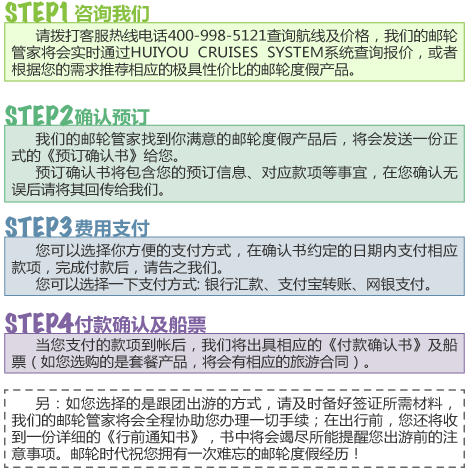 STEP1 咨询我们
请拨打客服热线电话400-998-5121查询航线及价格，我们的邮轮
管家将会实时通过HUIYOU CRUISES SYSTEM系统查询报价，或者
根据您的需求推荐相应的极具性价比的邮轮度假产品。
STEP2确认预订
我们的邮轮管家找到你满意的邮轮度假产品后，将会发送一份正
式的《预订确认书》给您。
预订确认书将包含您的预订信息、对应款项等事宜，在您确认无
误后请将其回传给我们。
STEP3费用支付
您可以选择你方便的支付方式，在确认书约定的日期内支付相应
款项，完成付款后，请告之我们。
您可以选择一下支付方式: 银行汇款、支付宝转账、网银支付。
STEP4付款确认及船票
当您支付的款项到帐后，我们将出具相应的《付款确认书》及船
票（如您选购的是套餐产品，将会有相应的旅游合同）。
另：如您选择的是跟团出游的方式，请及时备好签证所需材料，
我们的邮轮管家将会全程协助您办理一切手续；在出行前，您还将收
到一份详细的《行前通知书》，书中将会竭尽所能提醒您出游前的注
意事项。邮轮时代祝您拥有一次难忘的邮轮度假经历！